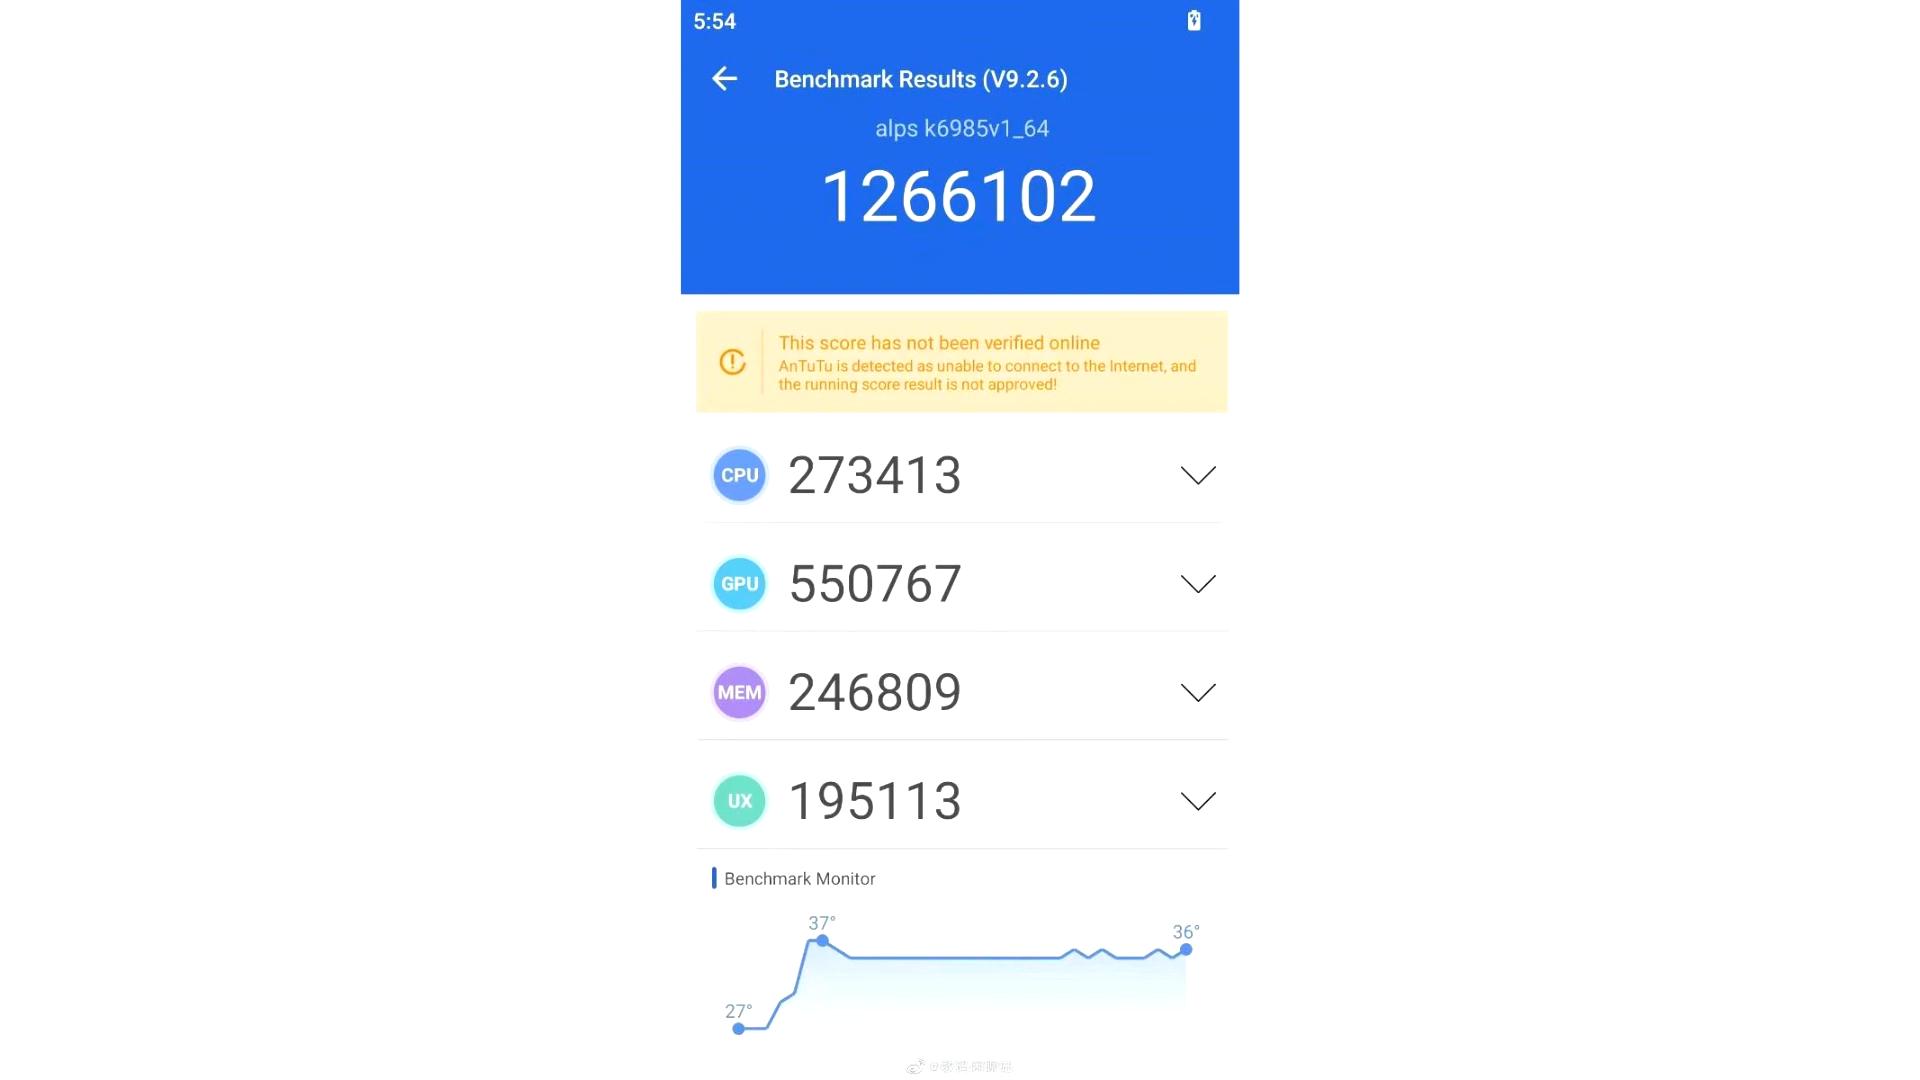 5:54
Benchmark Results (V9.2.6)
alps k6985v1_64
1266102
This score has not been verified online
AnTuTu is detected as unable to connect to the Internet, and
the running score result is not approved!
CPU 273413
GPU 550767
MEM 246809
UX 195113
Benchmark Monitor
37°
36°
27°